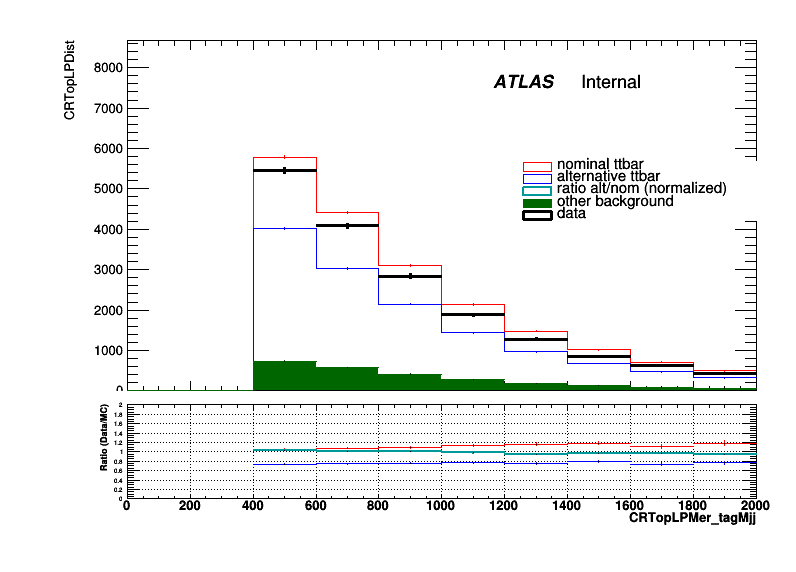 CRTopLPDist
8000
7000
6000
5000
4000
3000
2000
1000
0
ATLAS Internal
nominal ttbar
alternative ttbar
ratio alt/nom (normalized)
other background
data
Ratio (Data/MC)
2
1.8
1.6
1.4
1.2
1
0.8
0.6
0.4
0.2
0
0 200 400 600 800 1000 1200 1400 1600 1800 2000
CRTopLPMer_tagMjj